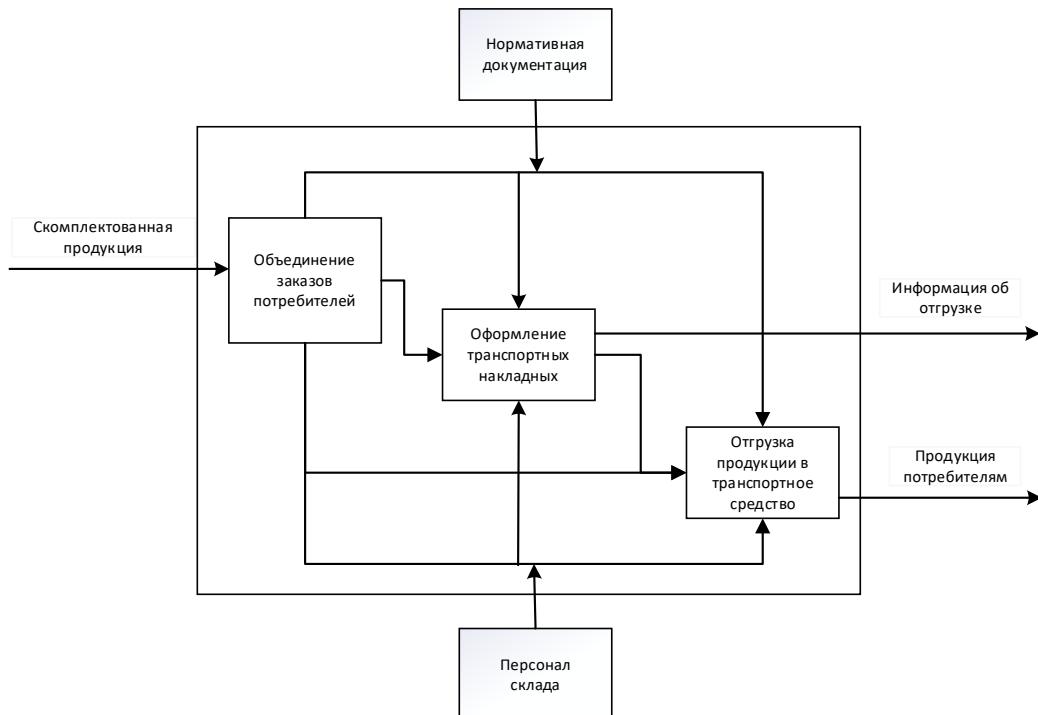 Нормативная
документация
Скомплектованная
продукция
Объединение
заказов
потребителей
Информация об
отгрузке
Оформление
транспортных
накладных
Отгрузка
продукции в
транспортное
средство
Продукция
потребителям
Персонал
склада